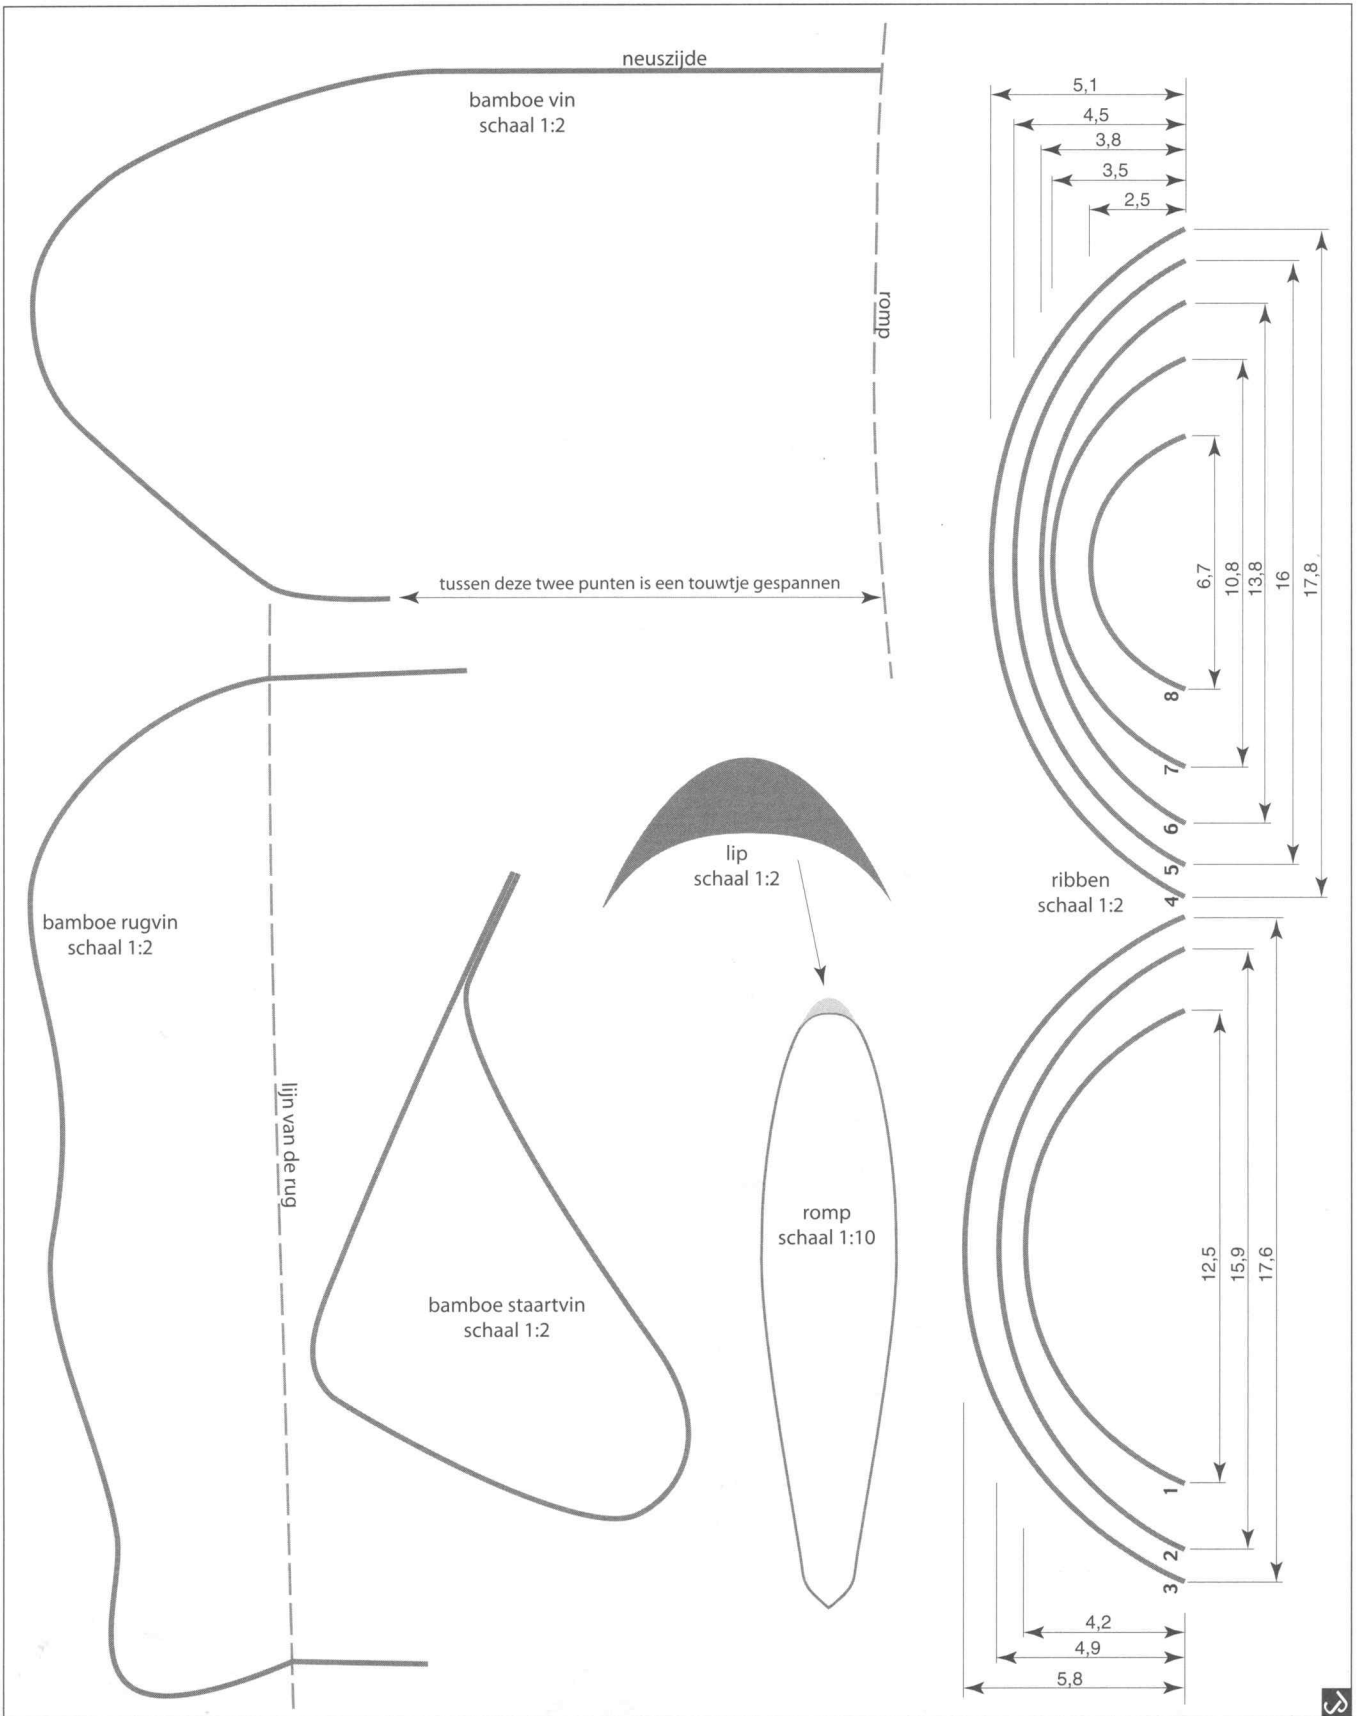 neuszijde
bamboe vin
schaal 1:2
romp
tussen deze twee punten is een touwtje gespannen
5,1
4,5
3,8
3,5
2,5
6,7
10,8
13,8
16
17,8
8
7
6
5
4
ribben
schaal 1:2
lip
schaal 1:2
bamboe rugvin
schaal 1:2
lijn van de rug
bamboe staartvin
schaal 1:2
romp
schaal 1:10
12,5
15,9
17,6
1
2
3
4,2
4,9
5,8